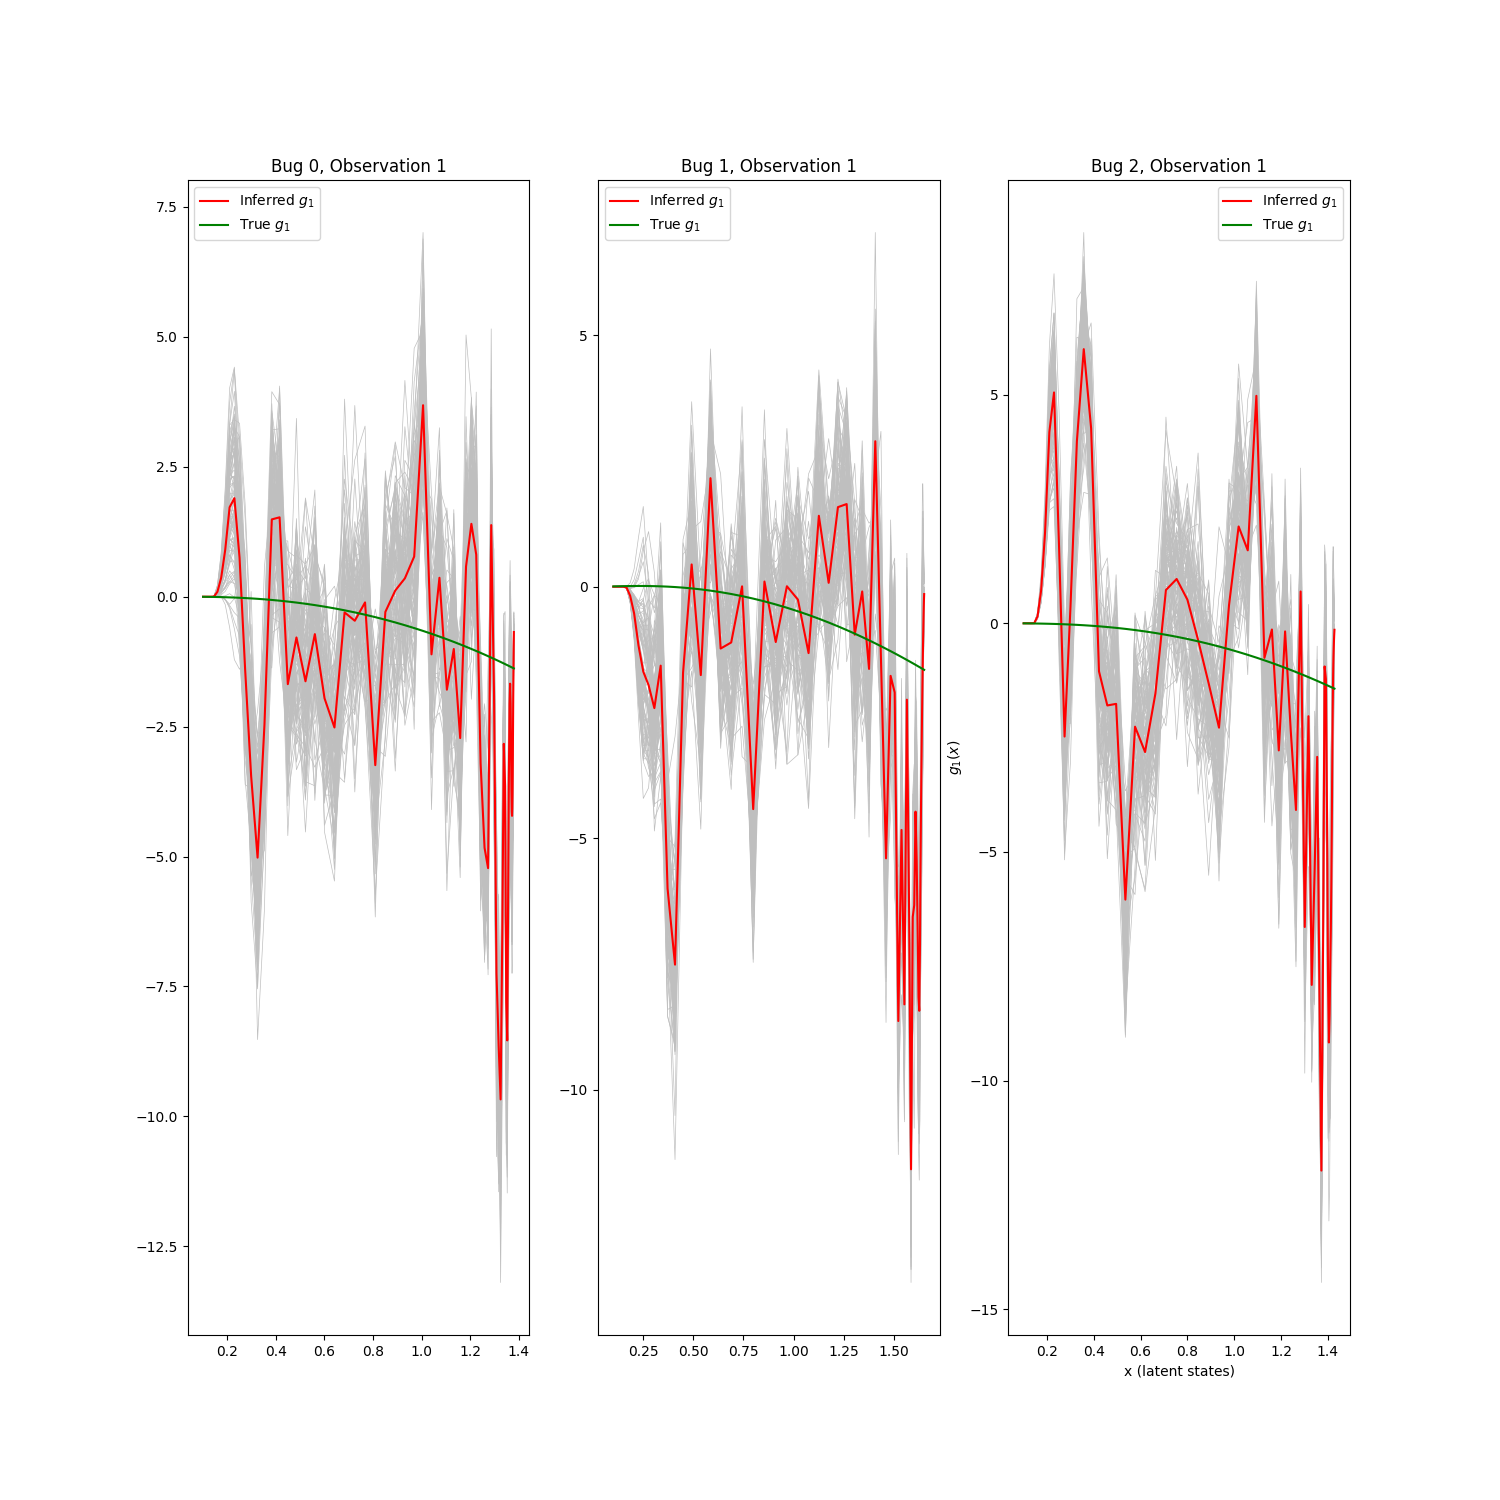 Bug 0, Observation 1
Inferred g₁
True g₁
7.5
5.0
2.5
0.0
−2.5
−5.0
−7.5
−10.0
−12.5
0.2 0.4 0.6 0.8 1.0 1.2 1.4
Bug 1, Observation 1
Inferred g₁
True g₁
5
0
−5
−10
0.25 0.50 0.75 1.00 1.25 1.50
Bug 2, Observation 1
Inferred g₁
True g₁
g₁(x)
5
0
−5
−10
−15
0.2 0.4 0.6 0.8 1.0 1.2 1.4
x (latent states)